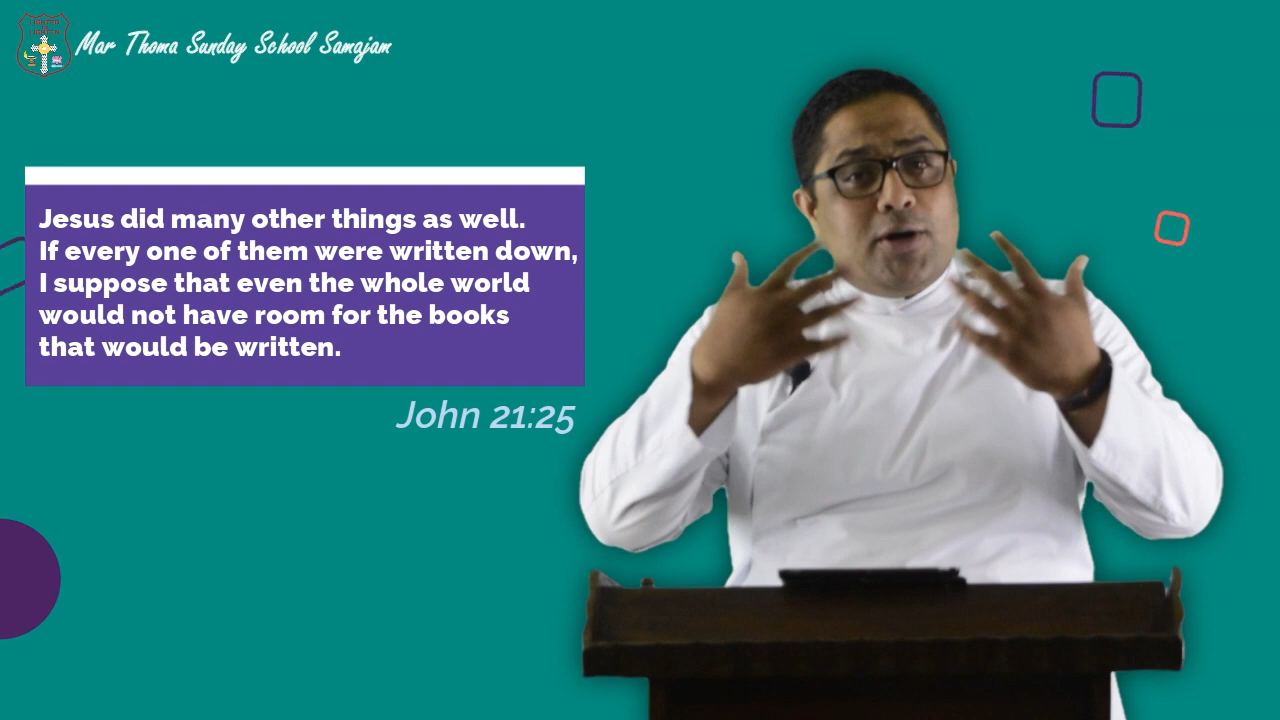 Mar Thoma Sunday School Samajam
Jesus did many other things as well.
If every one of them were written down,
I suppose that even the whole world
would not have room for the books
that would be written.
John 21:25